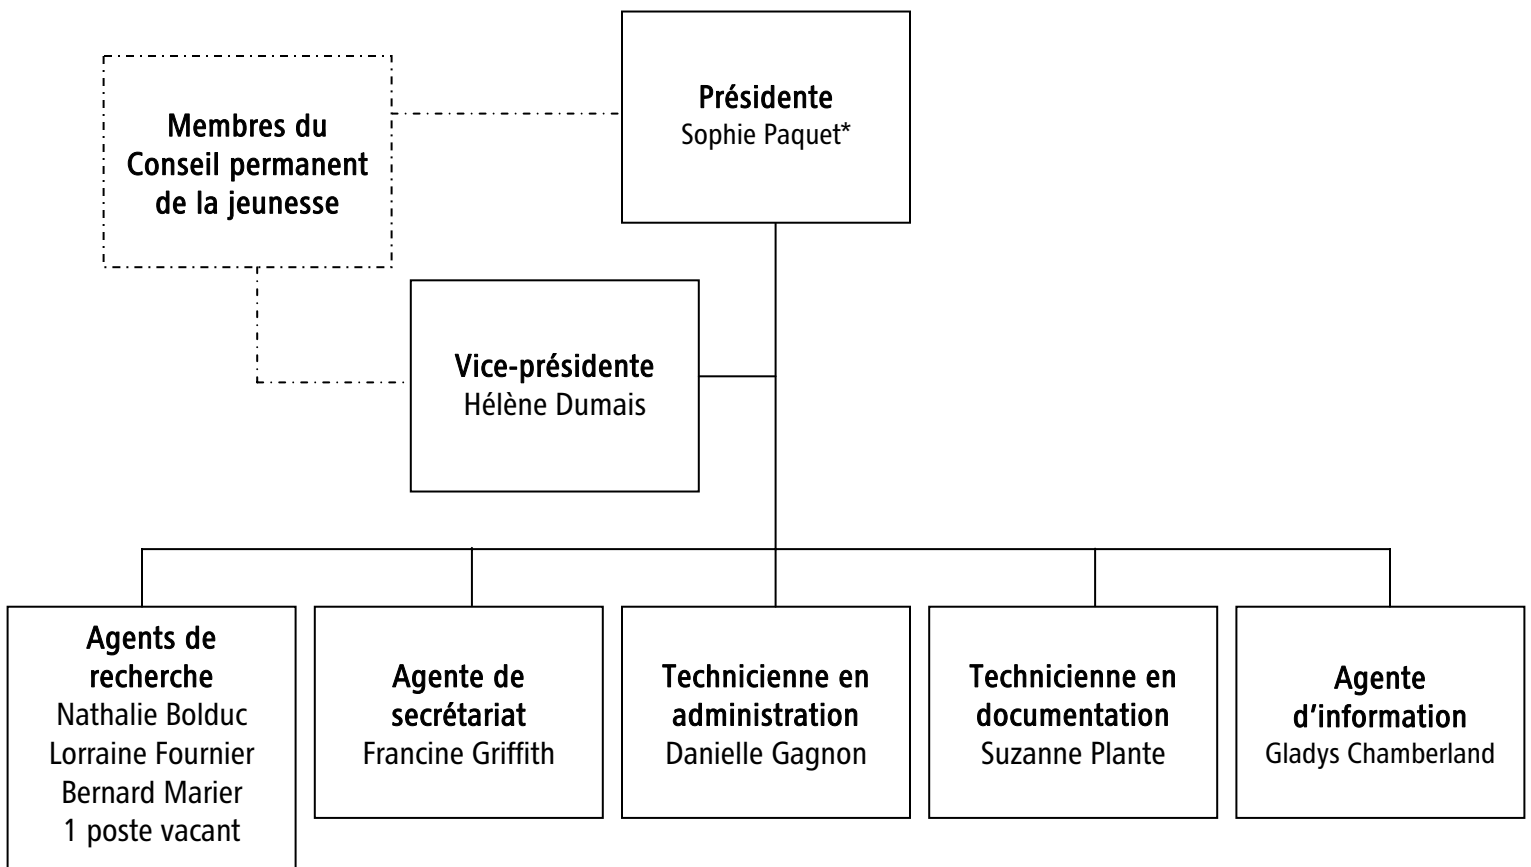 Présidente
Sophie Paquet*
Membres du
Conseil permanent
de la jeunesse
Vice-présidente
Hélène Dumais
Agents de
recherche
Nathalie Bolduc
Lorraine Fournier
Bernard Marier
1 poste vacant
Agente de
secrétariat
Francine Griffith
Technicienne en
administration
Danielle Gagnon
Technicienne en
documentation
Suzanne Plante
Agente
d’information
Gladys Chamberland